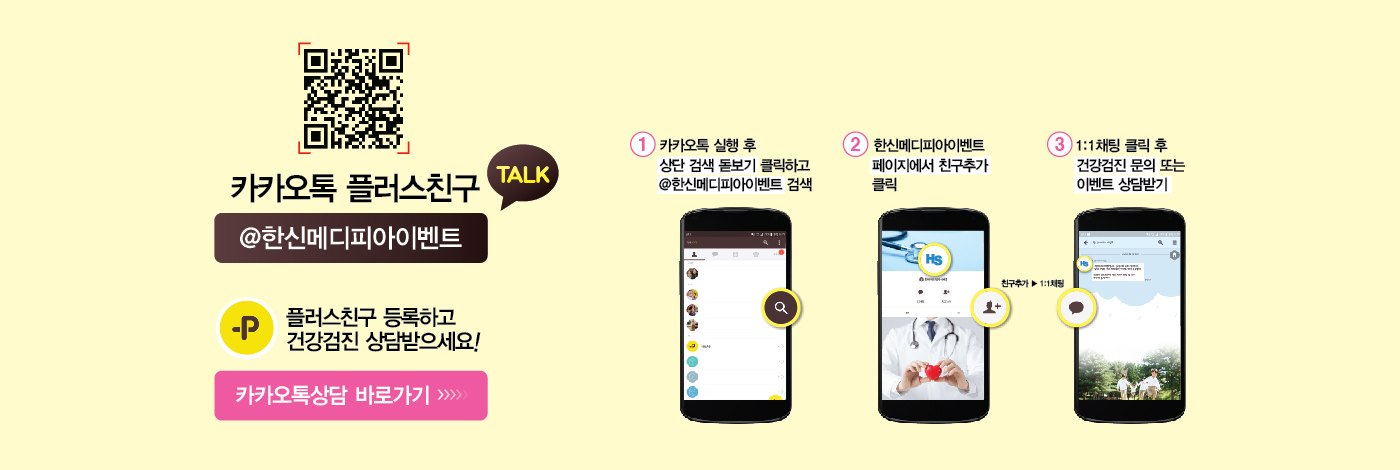 카카오톡 플러스친구
TALK
@한신메디피아이벤트
-P
플러스친구 등록하고
건강검진 상담받으세요!
카카오톡상담 바로가기
1 카카오톡 실행 후
상단 검색 돋보기 클릭하고
@한신메디피아이벤트 검색
2 한신메디피아이벤트
페이지에서 친구추가
클릭
HS
친구추가 ▶ 1:1채팅
3 1:1채팅 클릭 후
건강검진 문의 또는
이벤트 상담받기
HS